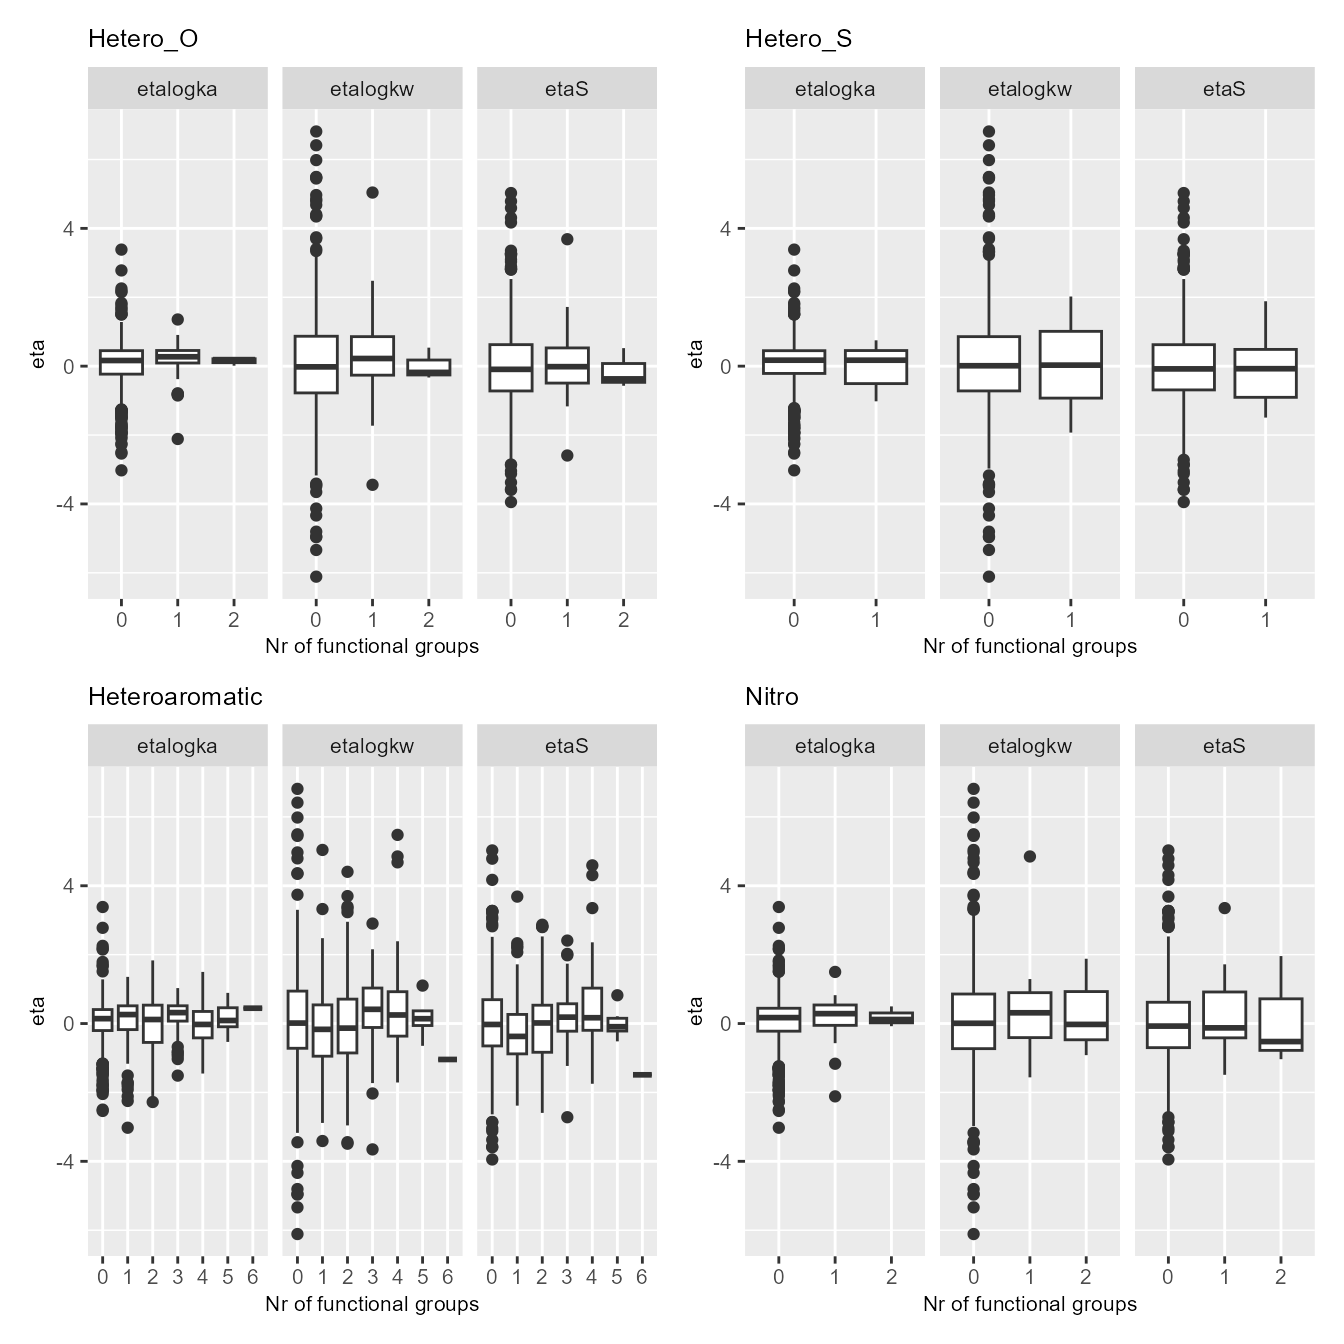 Hetero_O
etalogka etalogkw etaS
4
0
-4
eta
0 1 2 0 1 2 0 1 2
Nr of functional groups
Hetero_S
etalogka etalogkw etaS
4
0
-4
eta
0 1 0 1 0 1
Nr of functional groups
Heteroaromatic
etalogka etalogkw etaS
4
0
-4
eta
0 1 2 3 4 5 6 0 1 2 3 4 5 6 0 1 2 3 4 5 6
Nr of functional groups
Nitro
etalogka etalogkw etaS
4
0
-4
eta
0 1 2 0 1 2 0 1 2
Nr of functional groups